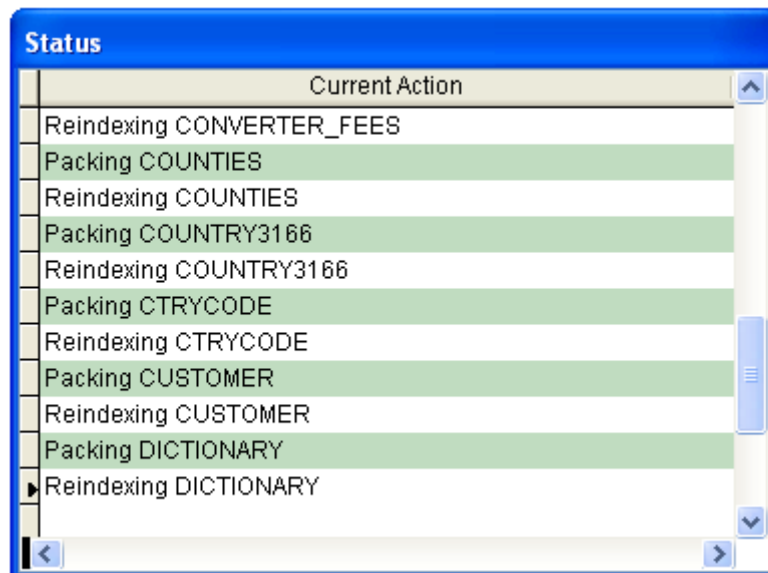 Status
Current Action
Reindexing CONVERTER_FEES
Packing COUNTIES
Reindexing COUNTIES
Packing COUNTRY3166
Reindexing COUNTRY3166
Packing CTRYCODE
Reindexing CTRYCODE
Packing CUSTOMER
Reindexing CUSTOMER
Packing DICTIONARY
Reindexing DICTIONARY